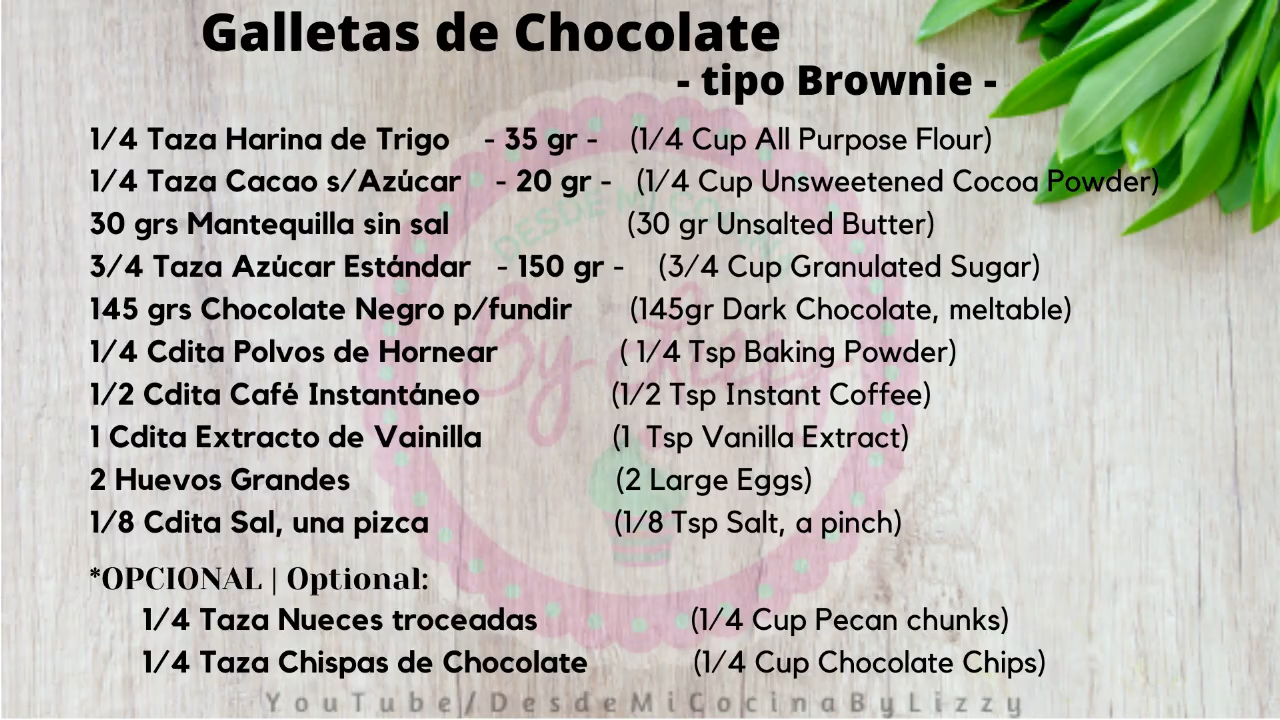 Galletas de Chocolate
- tipo Brownie -
1/4 Taza Harina de Trigo - 35 gr - (1/4 Cup All Purpose Flour)
1/4 Taza Cacao s/Azúcar - 20 gr - (1/4 Cup Unsweetened Cocoa Powder)
30 grs Mantequilla sin sal (30 gr Unsalted Butter)
3/4 Taza Azúcar Estándar - 150 gr - (3/4 Cup Granulated Sugar)
145 grs Chocolate Negro p/fundir (145gr Dark Chocolate, meltable)
1/4 Cdita Polvos de Hornear ( 1/4 Tsp Baking Powder)
1/2 Cdita Café Instantáneo (1/2 Tsp Instant Coffee)
1 Cdita Extracto de Vainilla (1 Tsp Vanilla Extract)
2 Huevos Grandes (2 Large Eggs)
1/8 Cdita Sal, una pizca (1/8 Tsp Salt, a pinch)
*OPCIONAL | Optional:
1/4 Taza Nueces troceadas (1/4 Cup Pecan chunks)
1/4 Taza Chispas de Chocolate (1/4 Cup Chocolate Chips)
YouTube/DesdeMiCocinaByLizzy
DESDE MI COCINA
By Lizzy